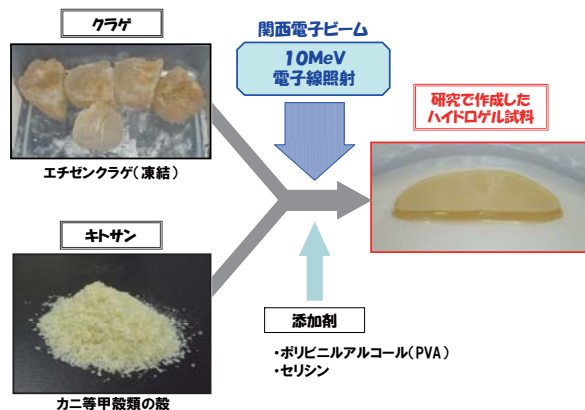 クラゲ
エチゼンクラゲ(凍結)
キトサン
カニ等甲殻類の殻
関西電子ビーム
10MeV
電子線照射
添加剤
・ポリビニルアルコール(PVA)
・セリシン
研究で作成した
ハイドロゲル試料